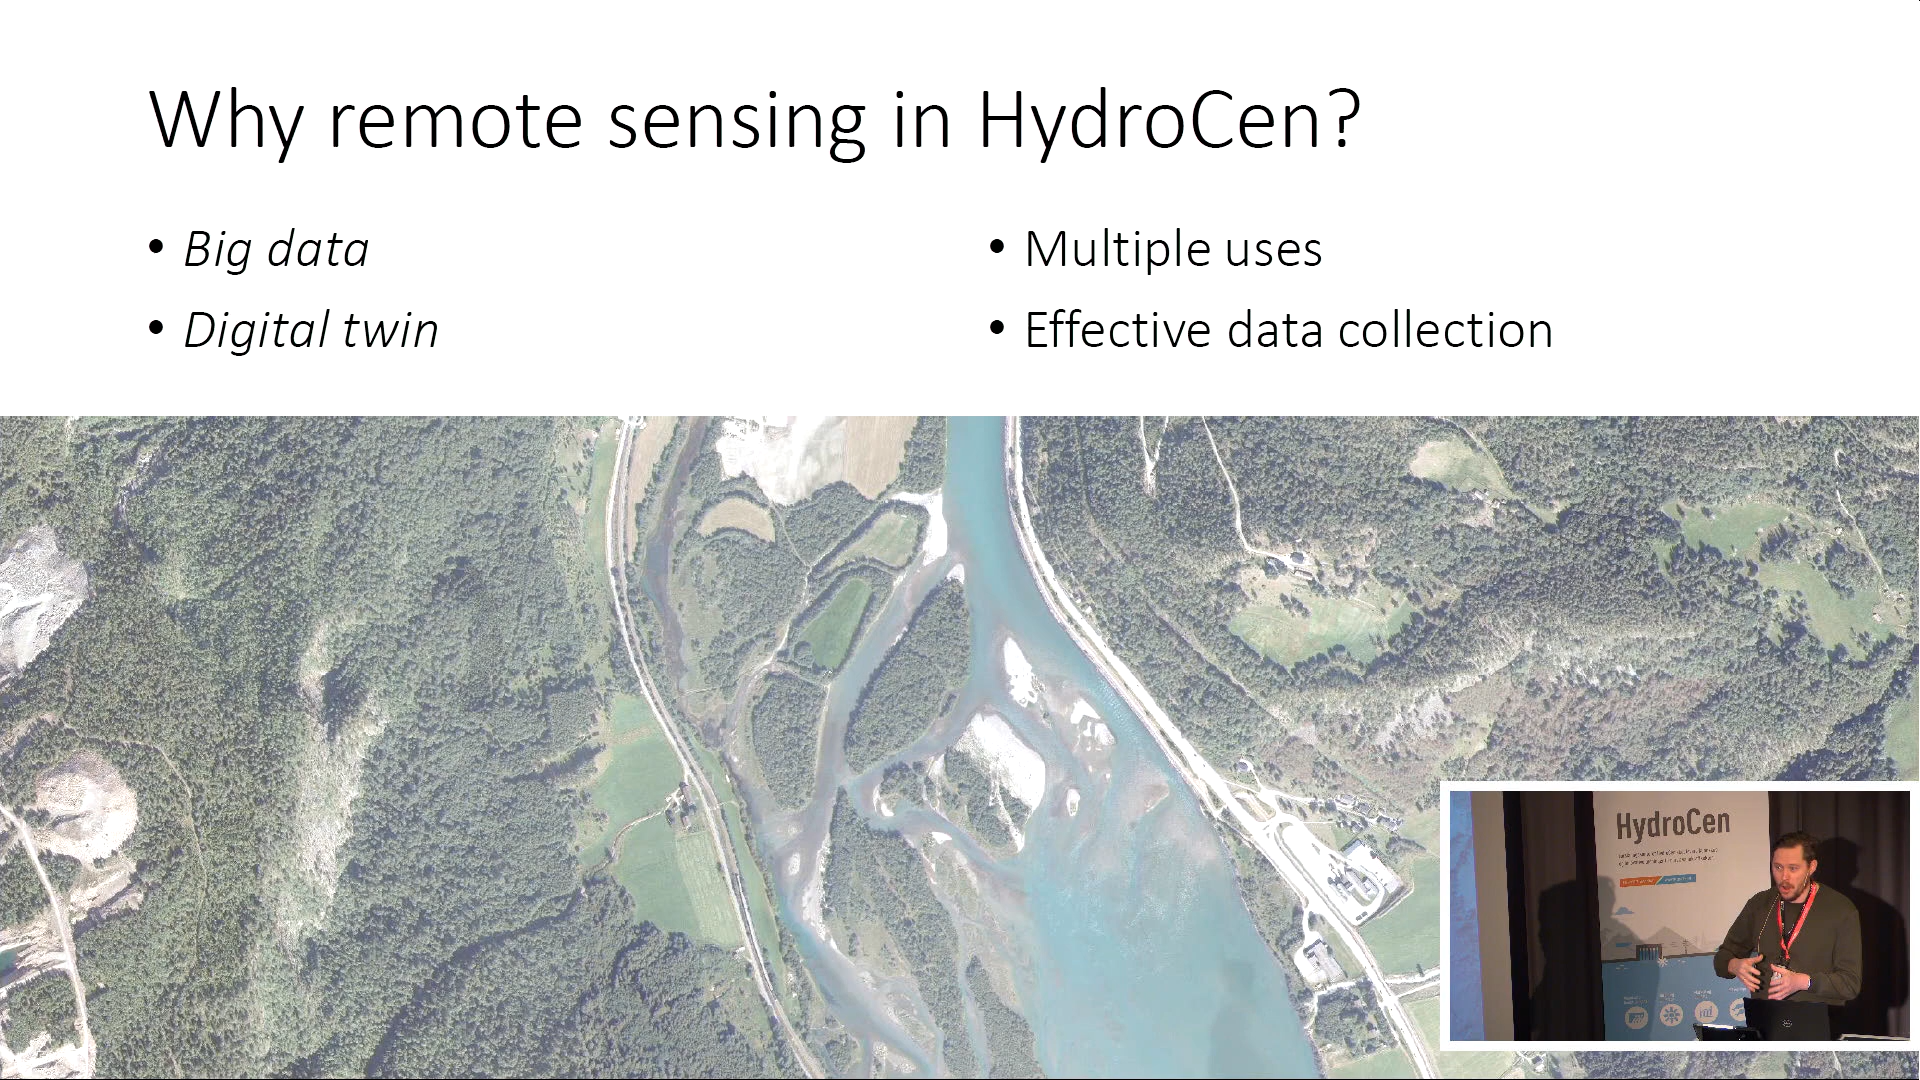 Why remote sensing in HydroCen?
• Big data
• Digital twin
• Multiple uses
• Effective data collection
HydroCen